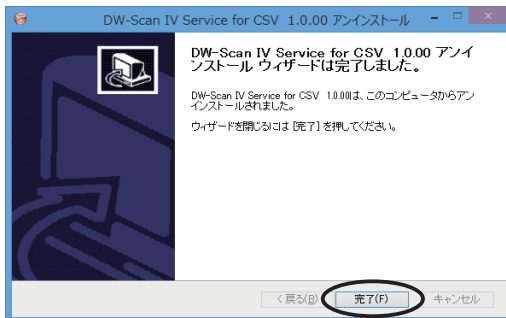 DW-Scan IV Service for CSV 1.0.00 アンインストール
DW-Scan IV Service for CSV 1.0.00 アンイ
ンストール ウィザードは完了しました。
DW-Scan IV Service for CSV 1.0.00は、このコンピュータからアン
インストールされました。
ウィザードを閉じるには [完了] を押してください。
< 戻る(B)
完了(F)
キャンセル